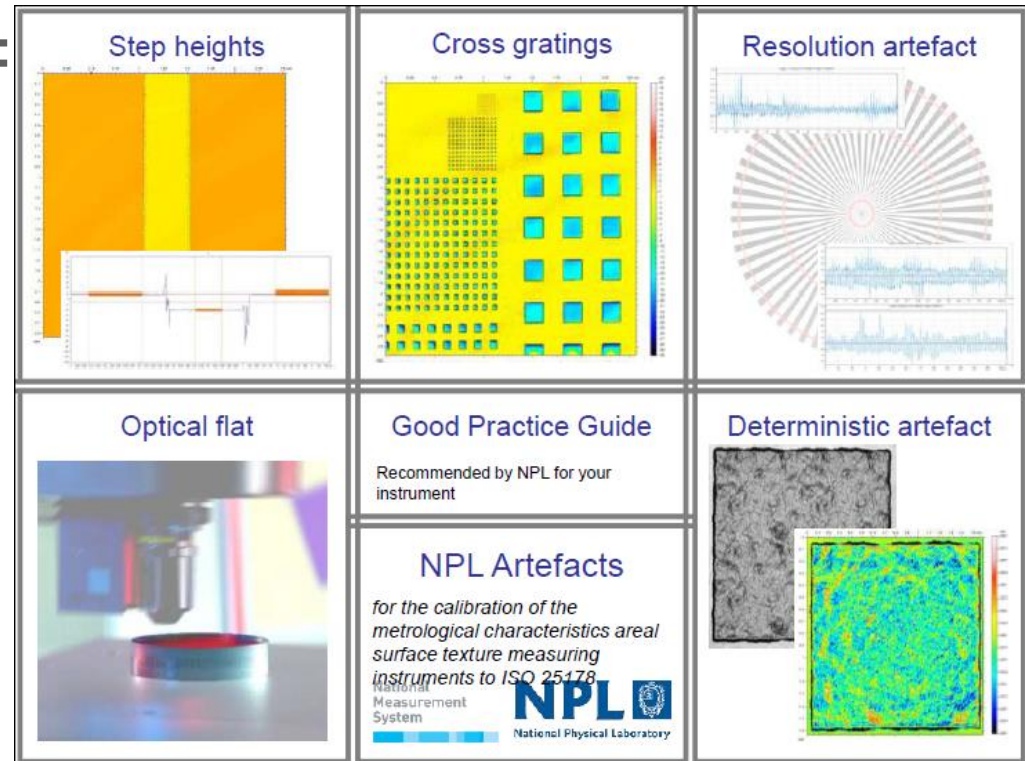 Step heights
Cross gratings
Resolution artefact
Optical flat
Good Practice Guide
Recommended by NPL for your
instrument
Deterministic artefact
NPL Artefacts
for the calibration of the
metrological characteristics areal
surface texture measuring
instruments to ISO 25178
National
Measurement
System
NPL
National Physical Laboratory